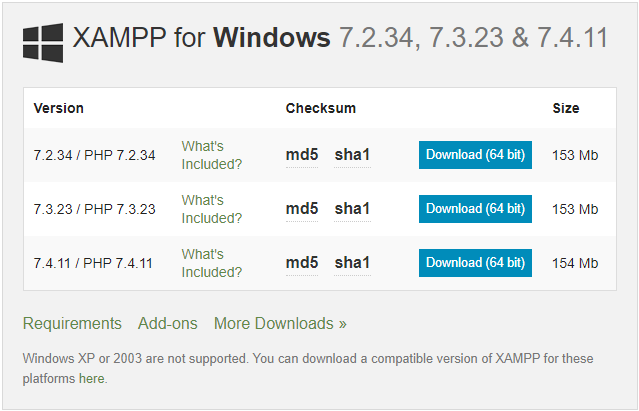 XAMPP for Windows 7.2.34, 7.3.23 & 7.4.11
Version Checksum Size
7.2.34 / PHP 7.2.34 What's Included? md5 sha1 Download (64 bit) 153 Mb
7.3.23 / PHP 7.3.23 What's Included? md5 sha1 Download (64 bit) 153 Mb
7.4.11 / PHP 7.4.11 What's Included? md5 sha1 Download (64 bit) 154 Mb
Requirements Add-ons More Downloads »
Windows XP or 2003 are not supported. You can download a compatible version of XAMPP for these
platforms here.